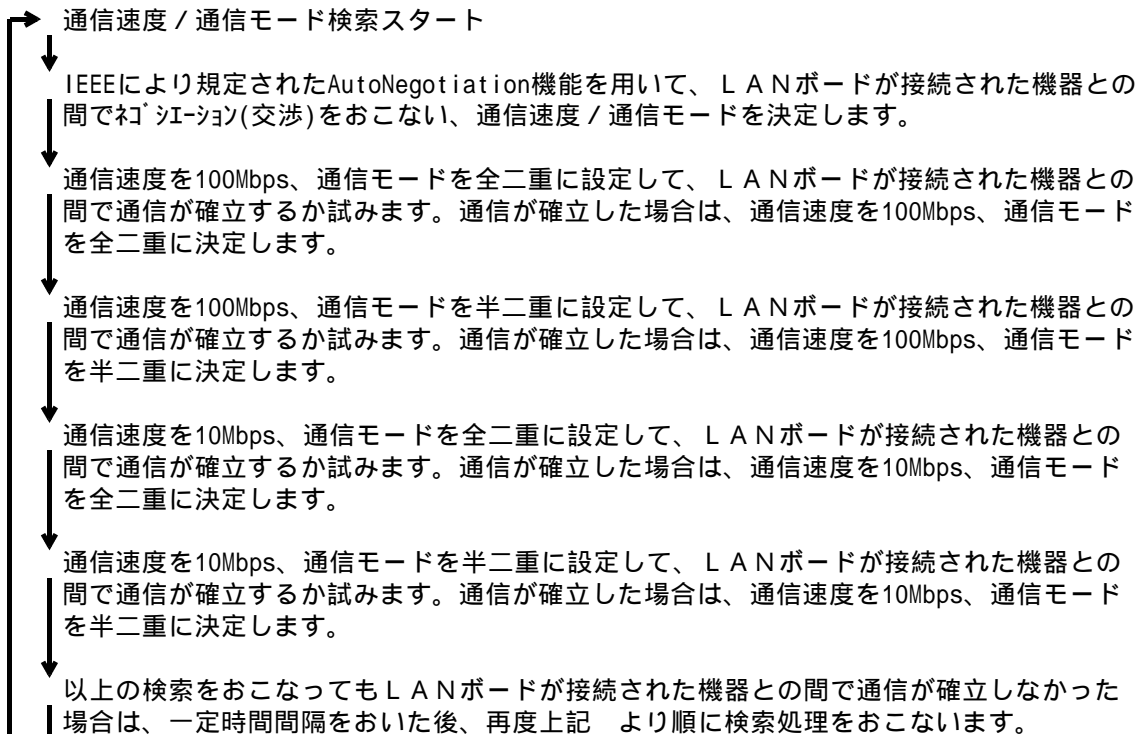 通信速度／通信モード検索スタート
IEEEにより規定されたAutoNegotiation機能を用いて、ＬＡＮボードが接続された機器との
間でﾈｺﾞｼｴｰｼｮﾝ(交渉)をおこない、通信速度／通信モードを決定します。
通信速度を100Mbps、通信モードを全二重に設定して、ＬＡＮボードが接続された機器との
間で通信が確立するか試みます。通信が確立した場合は、通信速度を100Mbps、通信モード
を全二重に決定します。
通信速度を100Mbps、通信モードを半二重に設定して、ＬＡＮボードが接続された機器との
間で通信が確立するか試みます。通信が確立した場合は、通信速度を100Mbps、通信モード
を半二重に決定します。
通信速度を10Mbps、通信モードを全二重に設定して、ＬＡＮボードが接続された機器との
間で通信が確立するか試みます。通信が確立した場合は、通信速度を10Mbps、通信モード
を全二重に決定します。
通信速度を10Mbps、通信モードを半二重に設定して、ＬＡＮボードが接続された機器との
間で通信が確立するか試みます。通信が確立した場合は、通信速度を10Mbps、通信モード
を半二重に決定します。
以上の検索をおこなってもＬＡＮボードが接続された機器との間で通信が確立しなかった
場合は、一定時間間隔をおいた後、再度上記　より順に検索処理をおこないます。